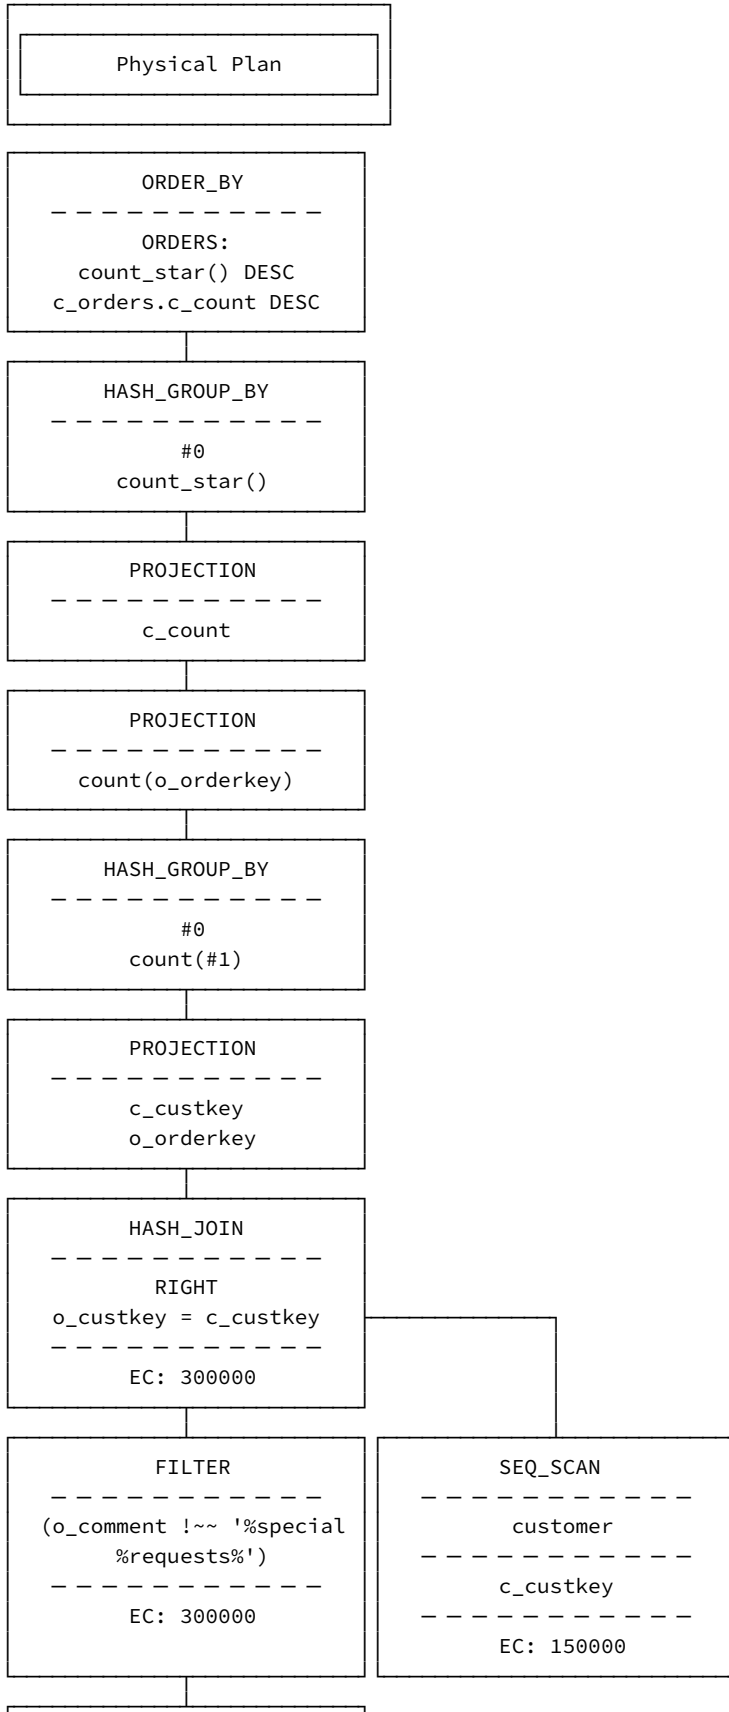 Physical Plan
ORDER_BY
ORDERS:
count_star() DESC
c_orders.c_count DESC
HASH_GROUP_BY
#0
count_star()
PROJECTION
c_count
PROJECTION
count(o_orderkey)
HASH_GROUP_BY
#0
count(#1)
PROJECTION
c_custkey
o_orderkey
HASH_JOIN
RIGHT
o_custkey = c_custkey
EC: 300000
FILTER
(o_comment !~~ '%special
%requests%')
EC: 300000
SEQ_SCAN
customer
c_custkey
EC: 150000